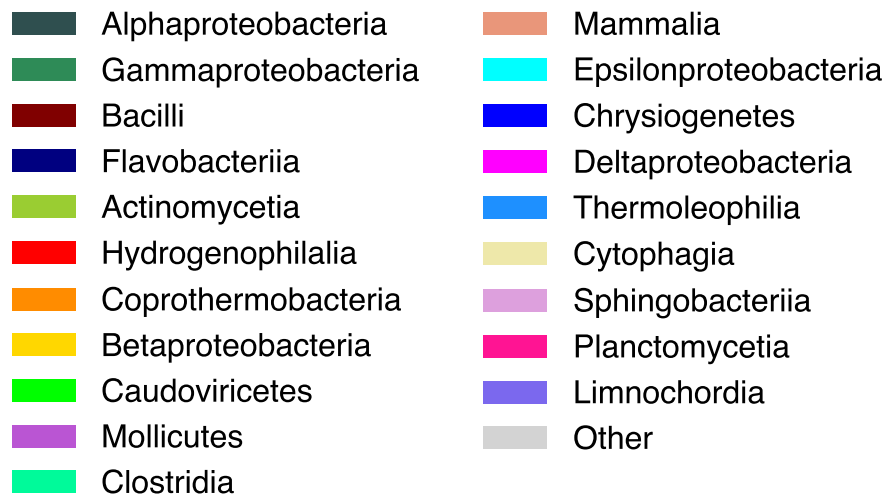 Alphaproteobacteria
Gammaproteobacteria
Bacilli
Flavobacteriia
Actinomycetia
Hydrogenophilalia
Coprothermobacteria
Betaproteobacteria
Caudoviricetes
Mollicutes
Clostridia
Mammalia
Epsilonproteobacteria
Chrysiogenetes
Deltaproteobacteria
Thermoleophilia
Cytophagia
Sphingobacteriia
Planctomycetia
Limnochordia
Other